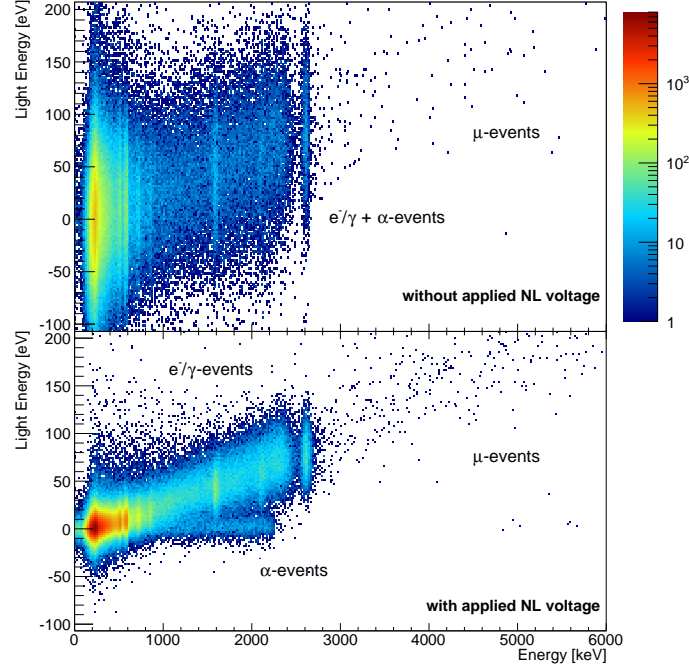 Light Energy [eV]
200
150
100
50
0
-50
-100
μ-events
e⁻/γ + α-events
without applied NL voltage
10³
10²
10
1
Light Energy [eV]
200
150
100
50
0
-50
-100
e⁻/γ-events
μ-events
α-events
with applied NL voltage
0 1000 2000 3000 4000 5000 6000
Energy [keV]